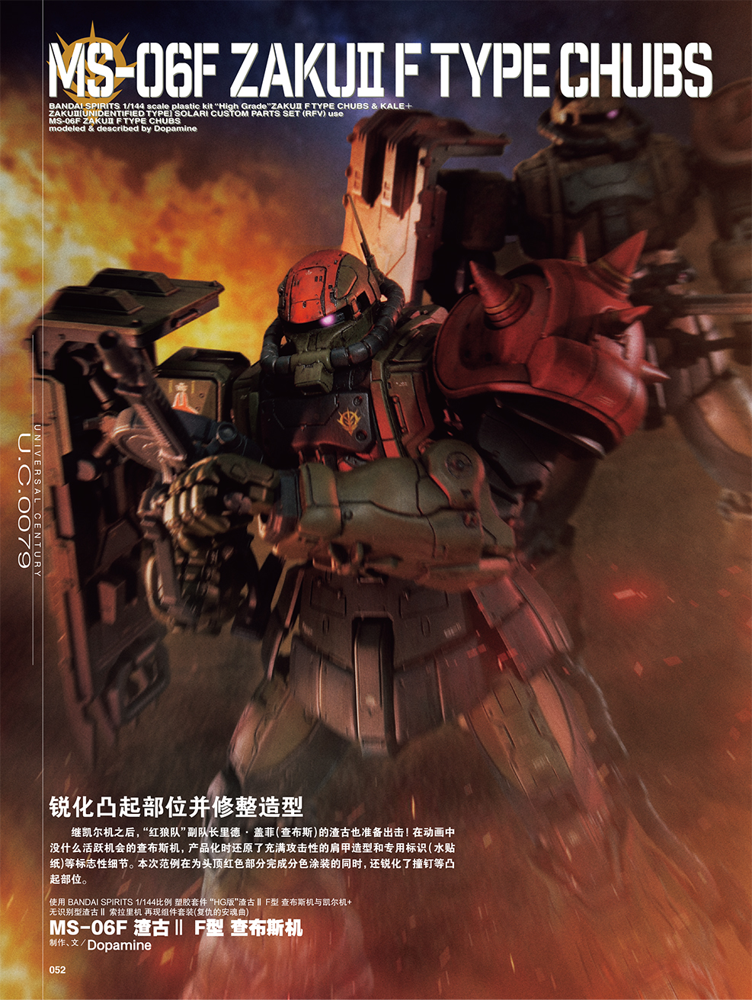 MS-06F ZAKUⅡ F TYPE CHUBS
BANDAI SPIRITS 1/144 scale plastic kit “High Grade”ZAKUⅡ F TYPE CHUBS & KALE＋
ZAKUⅡ(UNIDENTIFIED TYPE) SOLARI CUSTOM PARTS SET (RFV) use
MS-06F ZAKUⅡ F TYPE CHUBS
modeled & described by Dopamine
UNIVERSAL CENTURY
U.C.0079
锐化凸起部位并修整造型
继凯尔机之后，“红狼队”副队长里德·盖菲（查布斯）的渣古也准备出击！在动画中
没什么活跃机会的查布斯机，产品化时还原了充满攻击性的肩甲造型和专用标识（水贴
纸）等标志性细节。本次范例在为头顶红色部分完成分色涂装的同时，还锐化了撞钉等凸
起部位。
使用 BANDAI SPIRITS 1/144比例 塑胶套件 “HG版”渣古Ⅱ F型 查布斯机与凯尔机+
无识别型渣古Ⅱ 索拉里机 再现组件套装(复仇的安魂曲)
MS-06F 渣古Ⅱ F型 查布斯机
制作、文／Dopamine
052